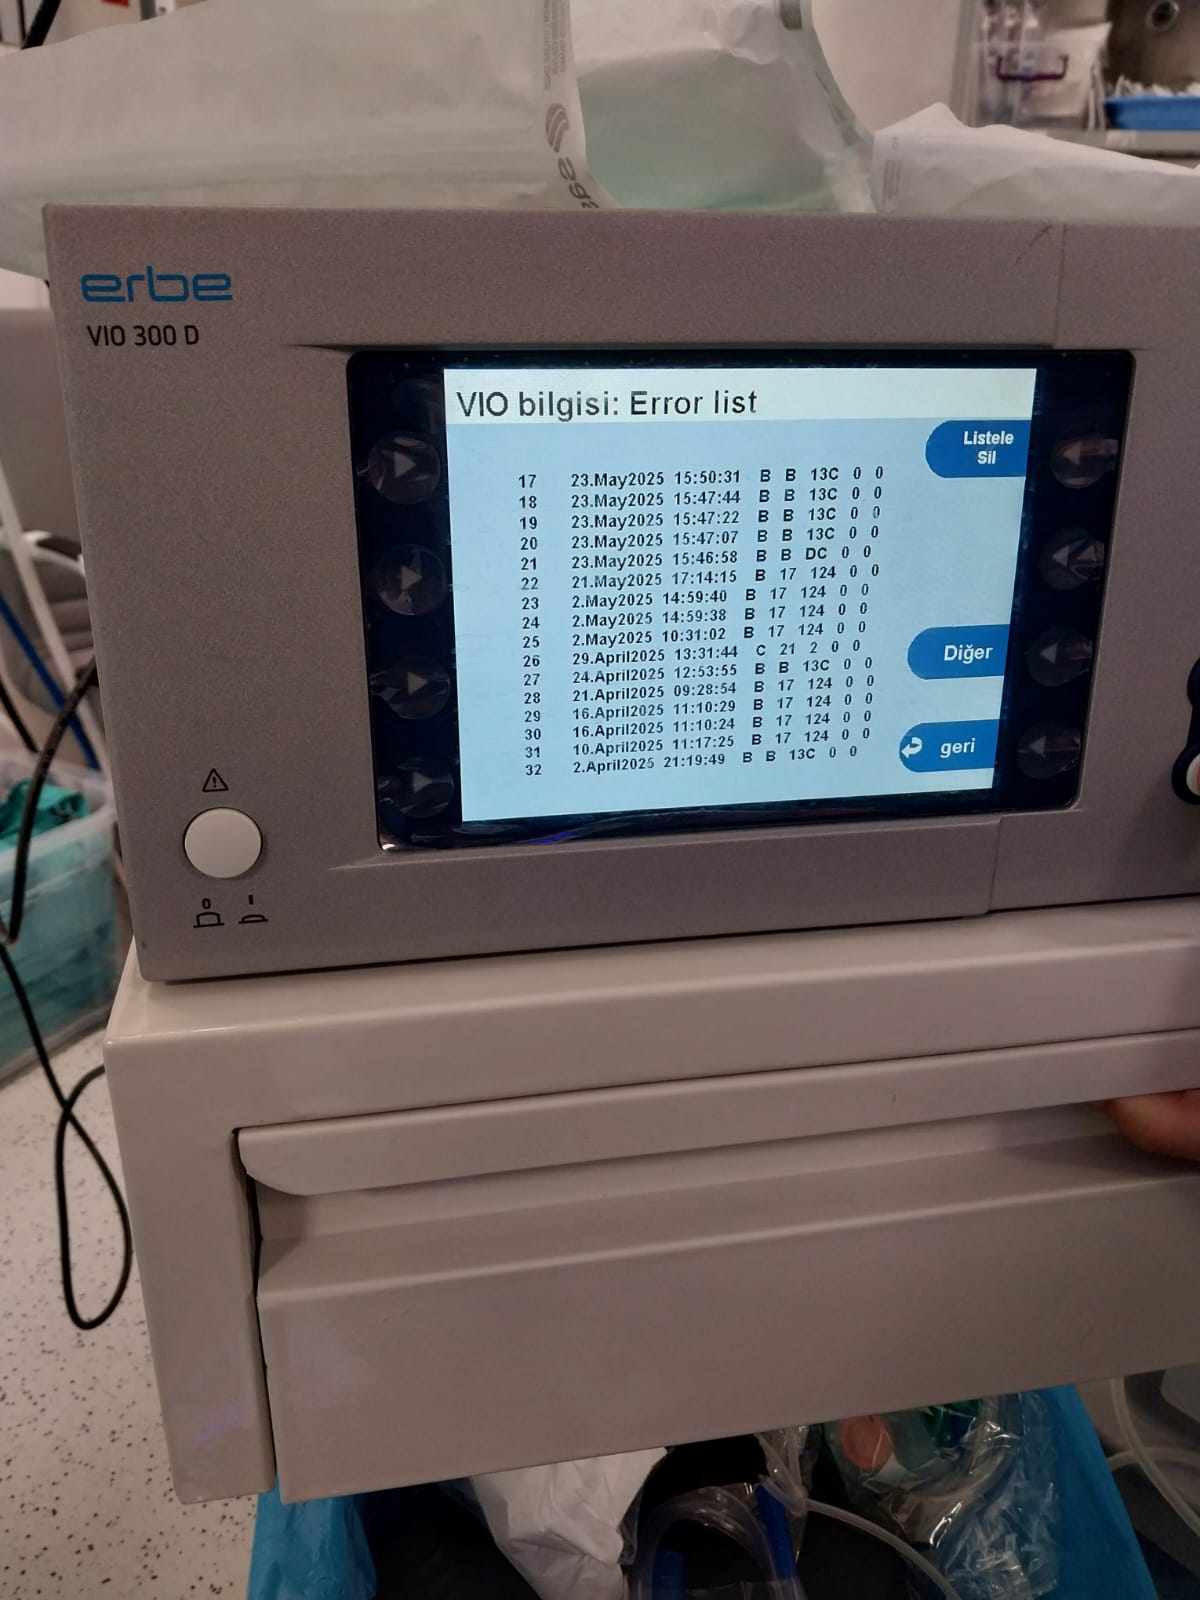 erbe
VIO 300 D
VIO bilgisi: Error list
Listele
Sil
17 23.May2025 15:50:31 B B 13C 0 0
18 23.May2025 15:47:44 B B 13C 0 0
19 23.May2025 15:47:22 B B 13C 0 0
20 23.May2025 15:47:07 B B 13C 0 0
21 23.May2025 15:46:58 B B DC 0 0
22 21.May2025 17:14:15 B 17 124 0 0
23 2.May2025 14:59:40 B 17 124 0 0
24 2.May2025 14:59:38 B 17 124 0 0
25 2.May2025 10:31:02 B 17 124 0 0
26 29.April2025 13:31:44 C 21 2 0 0
27 24.April2025 12:53:55 B B 13C 0 0
28 21.April2025 09:28:54 B 17 124 0 0
29 16.April2025 11:10:29 B 17 124 0 0
30 16.April2025 11:10:24 B 17 124 0 0
31 10.April2025 11:17:25 B 17 124 0 0
32 2.April2025 21:19:49 B B 13C 0 0
Diğer
geri
0 I